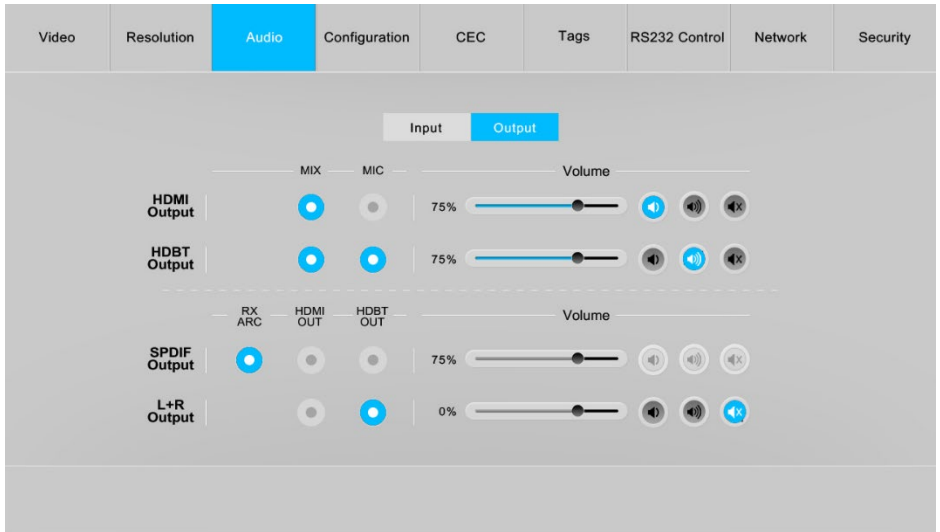 Video Resolution Audio Configuration CEC Tags RS232 Control Network Security
Input Output
MIX MIC Volume
HDMI
Output 75%
HDBT
Output 75%
RX
ARC HDMI
OUT HDBT
OUT Volume
SPDIF
Output 75%
L+R
Output 0%